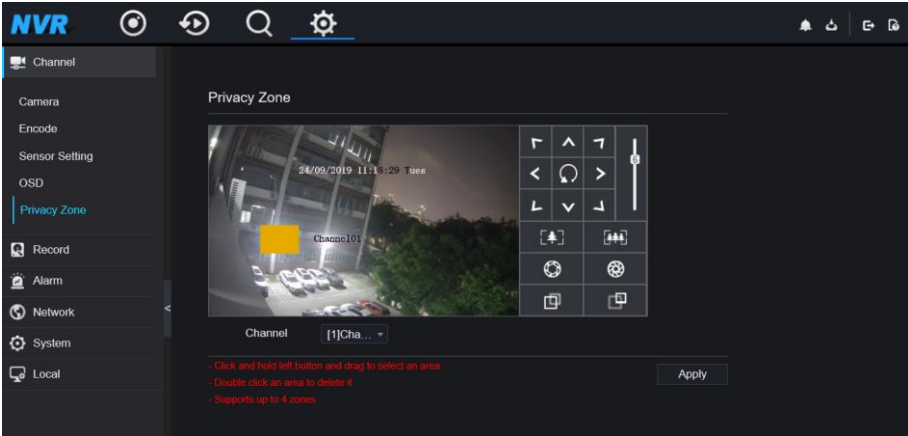 NVR
Channel
Camera
Encode
Sensor Setting
OSD
Privacy Zone
Record
Alarm
Network
System
Local
Privacy Zone
24/09/2019 11:18:29 Tues
Channel01
6
Channel [1]Cha...
- Click and hold left button and drag to select an area
- Double click an area to delete it
- Supports up to 4 zones
Apply